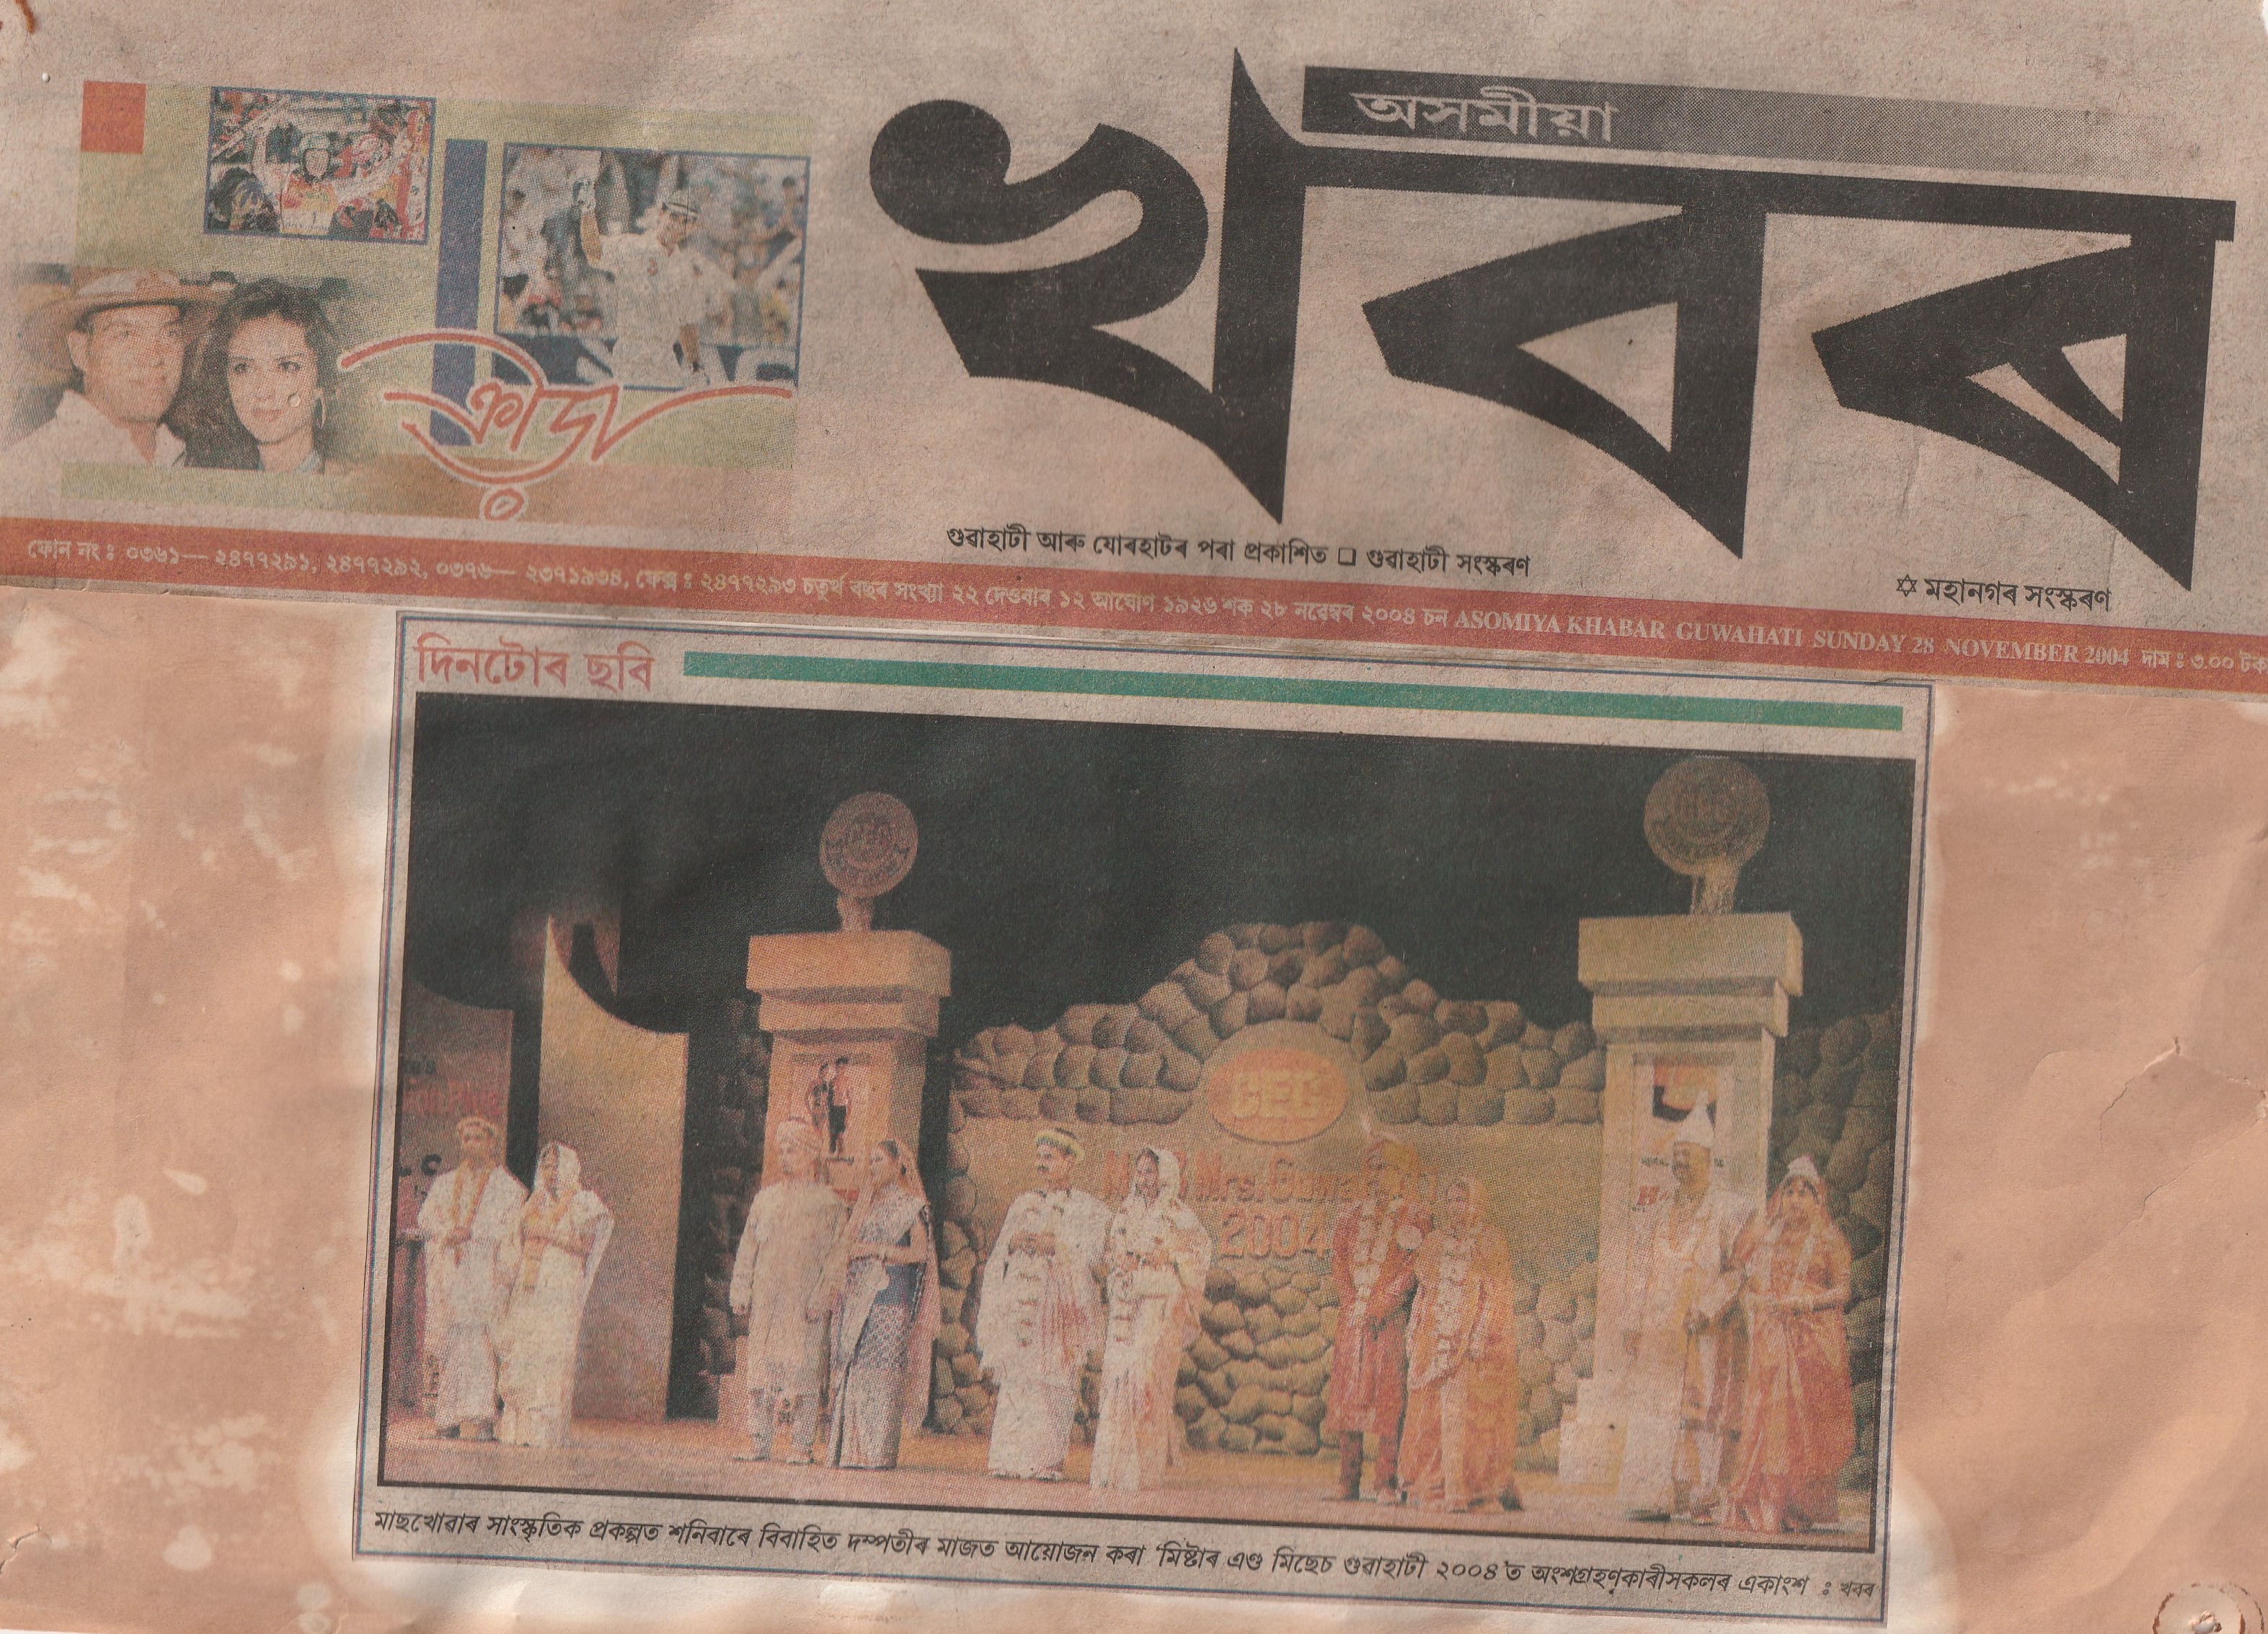 অসমীয়া
খবৰ
ক্ৰীড়া
গুৱাহাটী আৰু যোৰহাটৰ পৰা প্ৰকাশিত □ গুৱাহাটী সংস্কৰণ
✡ মহানগৰ সংস্কৰণ
ফোন নং : ০৩৬১— ২৪৭৭২৯১, ২৪৭৭২৯২, ০৩৭৬— ২৩৭১৯৩৪, ফেক্স : ২৪৭৭২৯৩ চতুৰ্থ বছৰ সংখ্যা ২২ দেওবাৰ ১২ আঘোণ ১৯২৬ শক ২৮ নৱেম্বৰ ২০০৪ চন ASOMIYA KHABAR GUWAHATI SUNDAY 28 NOVEMBER 2004 দাম : ৩.০০ টকা
দিনটোৰ ছবি
GEC
Mrs.
2004
মাছখোৱাৰ সাংস্কৃতিক প্ৰকল্পত শনিবাৰে বিবাহিত দম্পতীৰ মাজত আয়োজন কৰা 'মিষ্টাৰ এণ্ড মিছেচ গুৱাহাটী ২০০৪'ত অংশগ্ৰহণকাৰীসকলৰ একাংশ : খবৰ